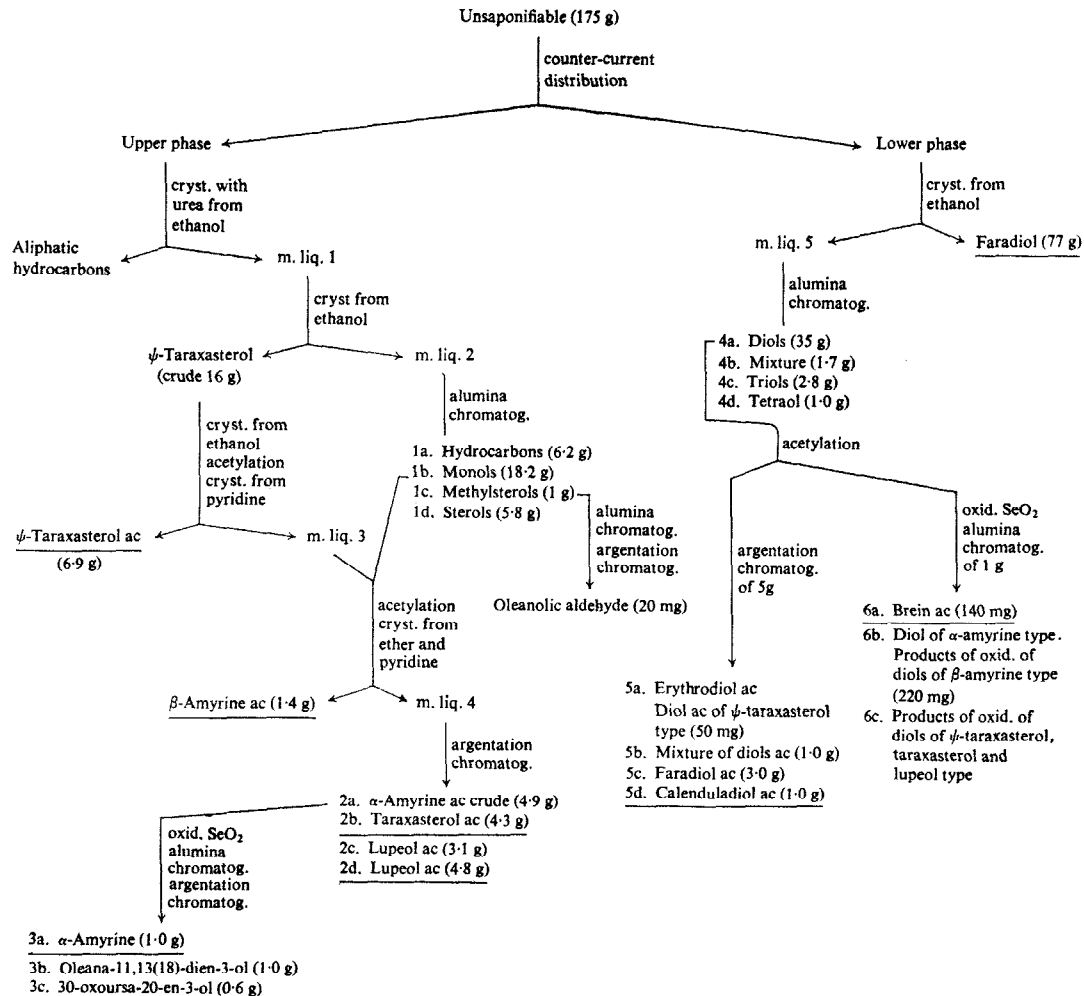 Unsaponifiable (175 g)
counter-current
distribution
Upper phase
Lower phase
cryst. with
urea from
ethanol
cryst. from
ethanol
Aliphatic
hydrocarbons
m. liq. 1
m. liq. 5
Faradiol (77 g)
cryst from
ethanol
alumina
chromatog.
ψ-Taraxasterol
(crude 16 g)
m. liq. 2
4a. Diols (35 g)
4b. Mixture (1·7 g)
4c. Triols (2·8 g)
4d. Tetraol (1·0 g)
alumina
chromatog.
cryst. from
ethanol
acetylation
cryst. from
pyridine
acetylation
1a. Hydrocarbons (6·2 g)
1b. Monols (18·2 g)
1c. Methylsterols (1 g)
1d. Sterols (5·8 g)
alumina
chromatog.
argentation
chromatog.
ψ-Taraxasterol ac
(6·9 g)
m. liq. 3
argentation
chromatog.
of 5g
oxid. SeO₂
alumina
chromatog.
of 1 g
Oleanolic aldehyde (20 mg)
acetylation
cryst. from
ether and
pyridine
6a. Brein ac (140 mg)
6b. Diol of α-amyrine type.
Products of oxid. of
diols of β-amyrine type
(220 mg)
6c. Products of oxid. of
diols of ψ-taraxasterol,
taraxasterol and
lupeol type
β-Amyrine ac (1·4 g)
m. liq. 4
5a. Erythrodiol ac
Diol ac of ψ-taraxasterol
type (50 mg)
5b. Mixture of diols ac (1·0 g)
5c. Faradiol ac (3·0 g)
5d. Calenduladiol ac (1·0 g)
argentation
chromatog.
2a. α-Amyrine ac crude (4·9 g)
2b. Taraxasterol ac (4·3 g)
2c. Lupeol ac (3·1 g)
2d. Lupeol ac (4·8 g)
oxid. SeO₂
alumina
chromatog.
argentation
chromatog.
3a. α-Amyrine (1·0 g)
3b. Oleana-11,13(18)-dien-3-ol (1·0 g)
3c. 30-oxoursa-20-en-3-ol (0·6 g)